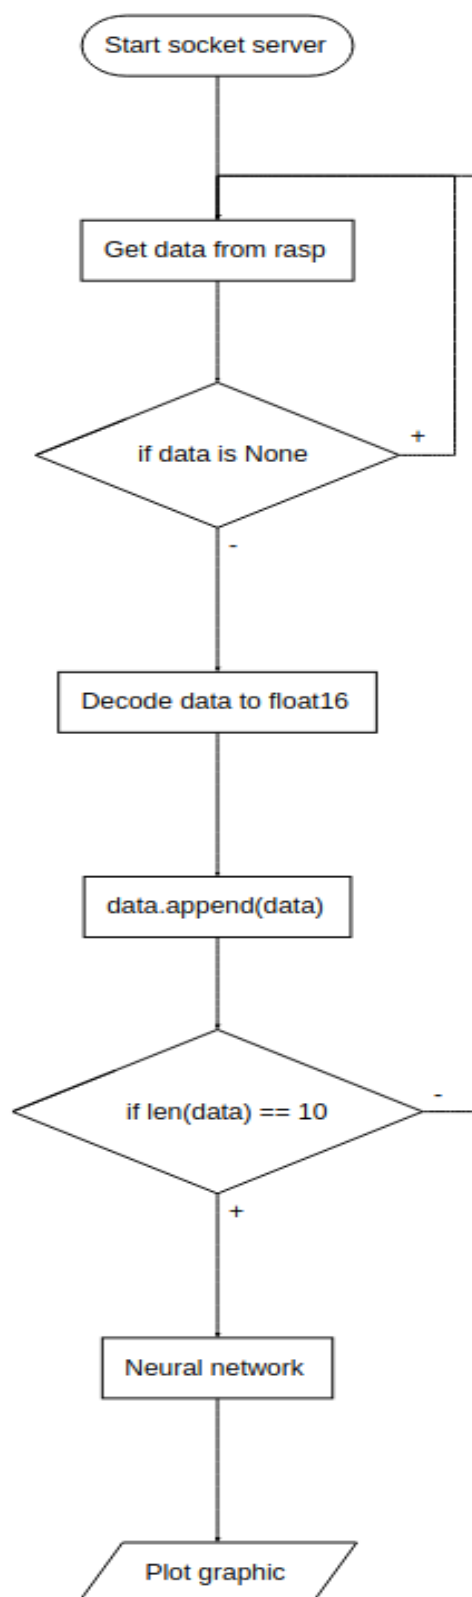 Start socket server
Get data from rasp
if data is None
+
-
Decode data to float16
data.append(data)
if len(data) == 10
-
+
Neural network
Plot graphic